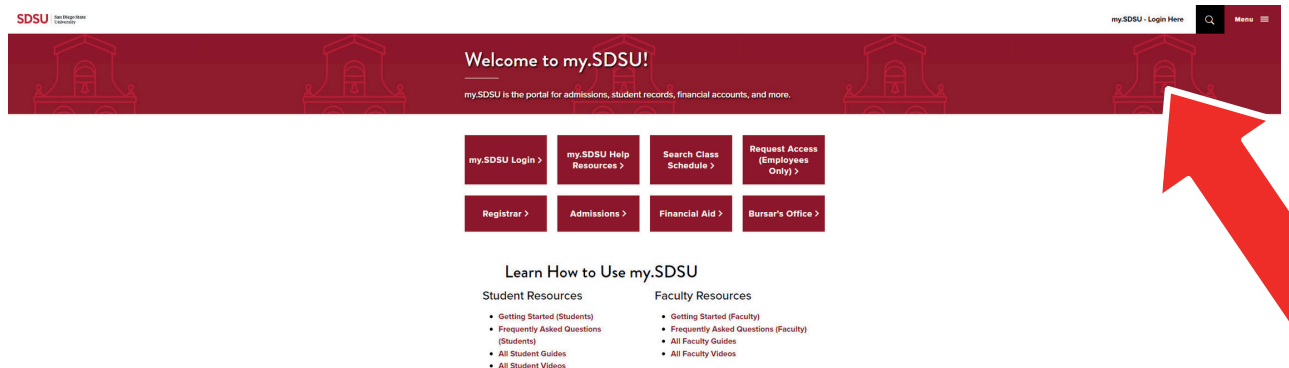 SDSU San Diego State
University
my.SDSU - Login Here
Menu
Welcome to my.SDSU!
my.SDSU is the portal for admissions, student records, financial accounts, and more.
my.SDSU Login >
my.SDSU Help
Resources >
Search Class
Schedule >
Request Access
(Employees
Only) >
Registrar >
Admissions >
Financial Aid >
Bursar's Office >
Learn How to Use my.SDSU
Student Resources
• Getting Started (Students)
• Frequently Asked Questions
(Students)
• All Student Guides
• All Student Videos
Faculty Resources
• Getting Started (Faculty)
• Frequently Asked Questions (Faculty)
• All Faculty Guides
• All Faculty Videos